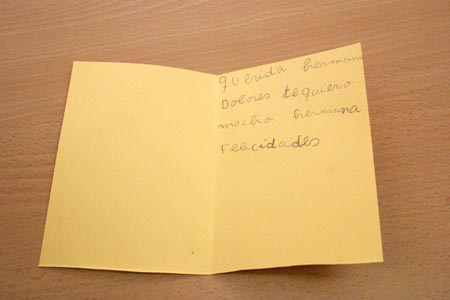 querida hermana
Dolores tequiero
mucho hermana
Felicidades